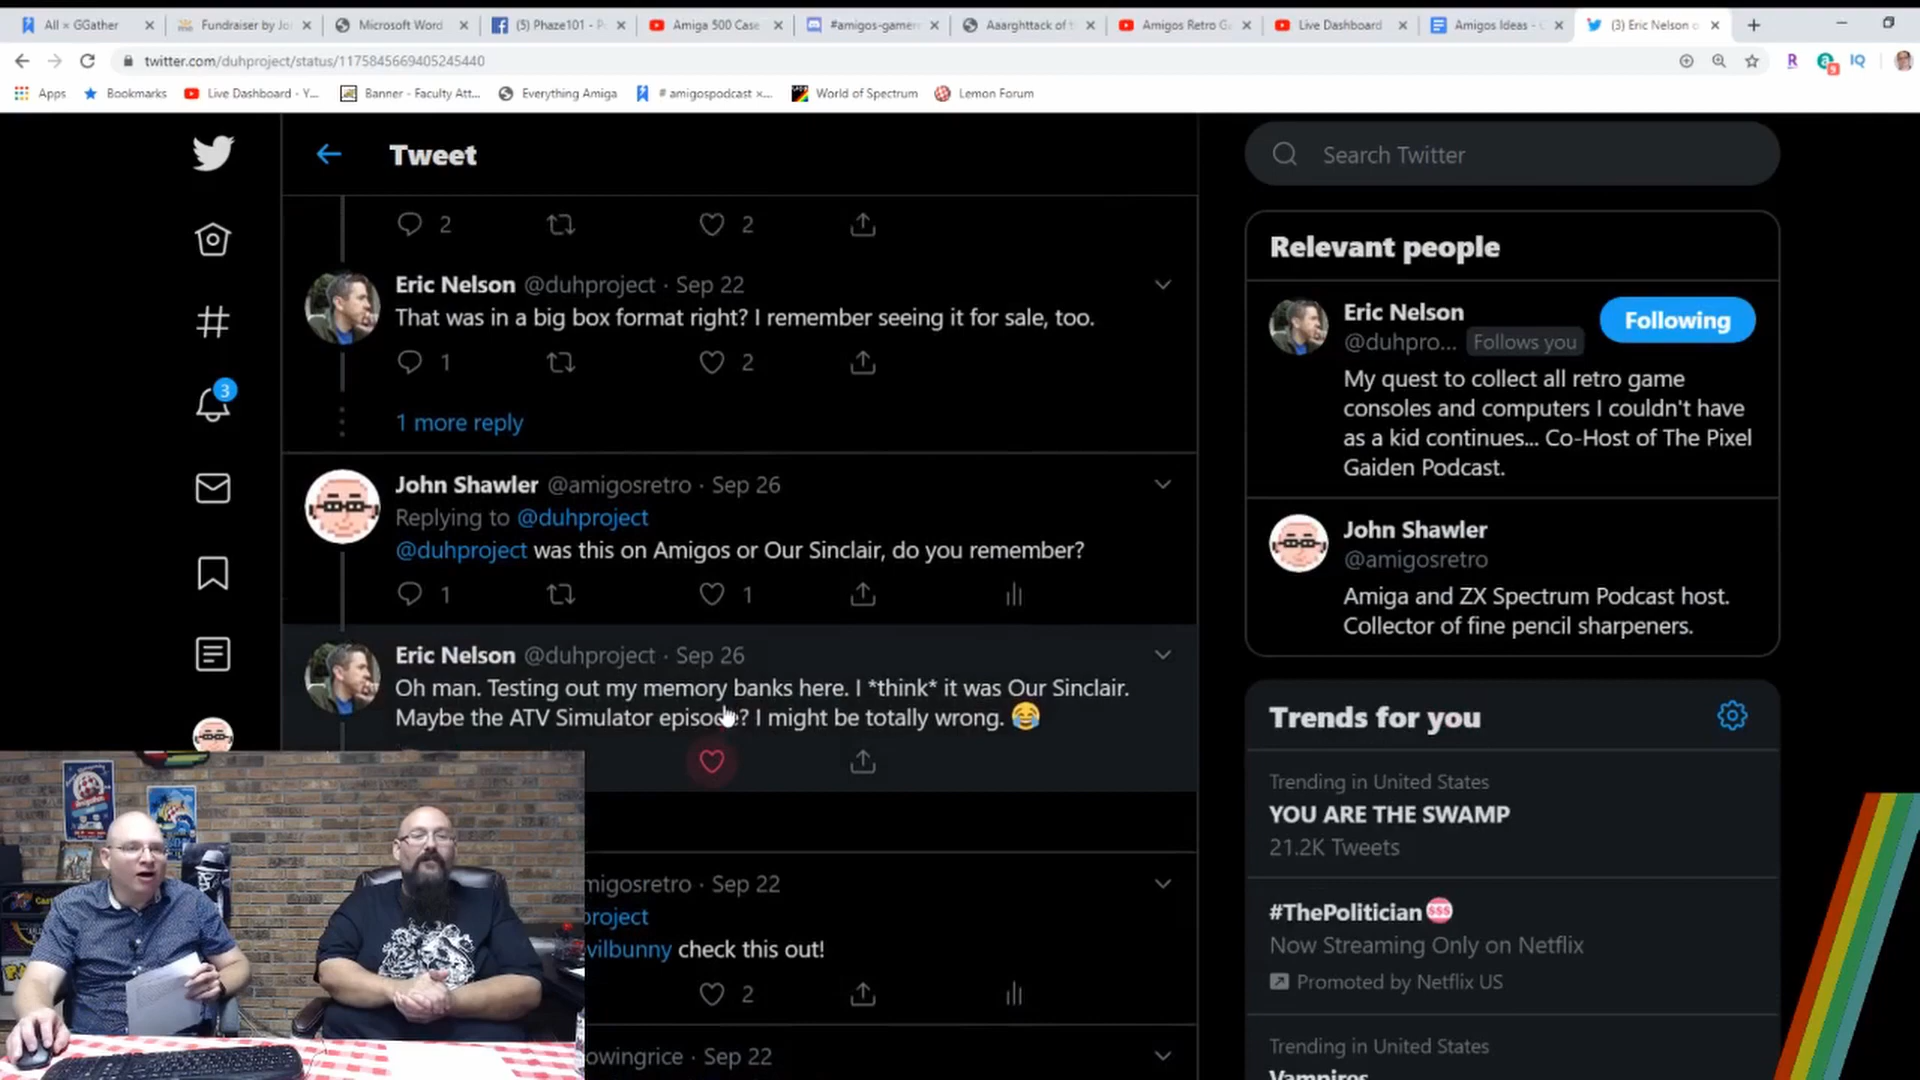 All × GGather
Fundraiser by Jo
Microsoft Word
(5) Phaze101 - P
Amiga 500 Case
#amigos-gamer
Aaarghttack of t
Amigos Retro G
Live Dashboard
Amigos Ideas -
(3) Eric Nelson o
twitter.com/duhproject/status/1175845669405245440
Apps
Bookmarks
Live Dashboard - Y...
Banner - Faculty Att...
Everything Amiga
# amigospodcast ×...
World of Spectrum
Lemon Forum
Tweet
2
2
Eric Nelson @duhproject · Sep 22
That was in a big box format right? I remember seeing it for sale, too.
1
2
1 more reply
John Shawler @amigosretro · Sep 26
Replying to @duhproject
@duhproject was this on Amigos or Our Sinclair, do you remember?
1
1
Eric Nelson @duhproject · Sep 26
Oh man. Testing out my memory banks here. I *think* it was Our Sinclair.
Maybe the ATV Simulator episode? I might be totally wrong. 😂
migosretro · Sep 22
project
vilbunny check this out!
2
owingrice · Sep 22
3
Search Twitter
Relevant people
Eric Nelson
@duhpro... Follows you
Following
My quest to collect all retro game
consoles and computers I couldn't have
as a kid continues... Co-Host of The Pixel
Gaiden Podcast.
John Shawler
@amigosretro
Amiga and ZX Spectrum Podcast host.
Collector of fine pencil sharpeners.
Trends for you
Trending in United States
YOU ARE THE SWAMP
21.2K Tweets
#ThePolitician
Now Streaming Only on Netflix
Promoted by Netflix US
Trending in United States
Vampires